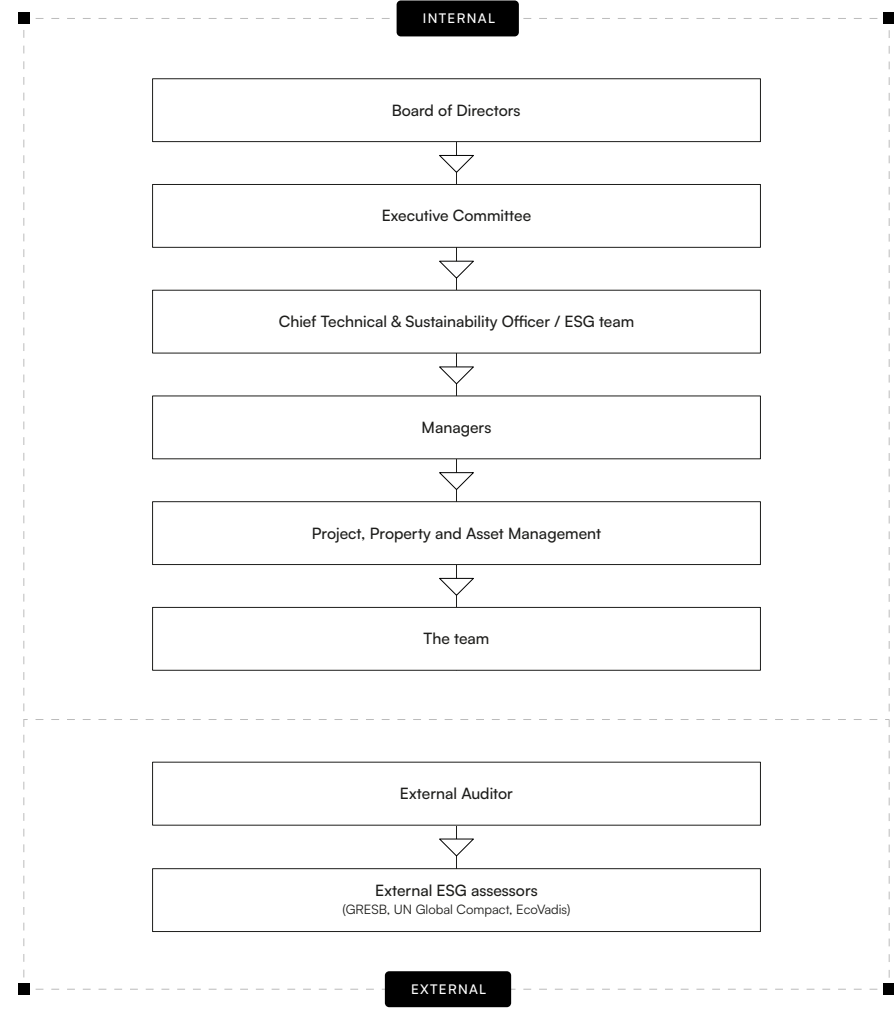 INTERNAL
Board of Directors
Executive Committee
Chief Technical & Sustainability Officer / ESG team
Managers
Project, Property and Asset Management
The team
External Auditor
External ESG assessors
(GRESB, UN Global Compact, EcoVadis)
EXTERNAL